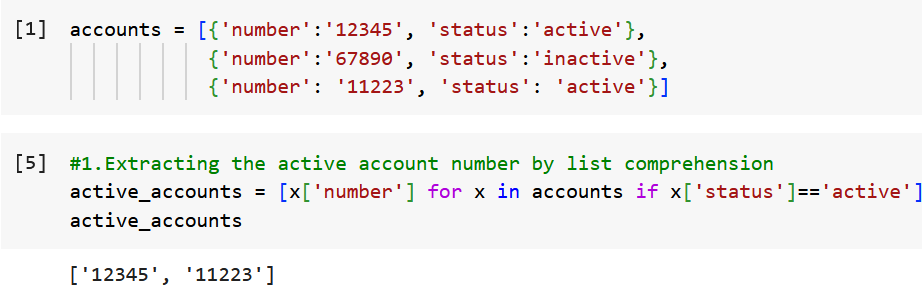 [1] accounts = [{'number':'12345', 'status':'active'},
{'number':'67890', 'status':'inactive'},
{'number': '11223', 'status': 'active'}]
[5] #1.Extracting the active account number by list comprehension
active_accounts = [x['number'] for x in accounts if x['status']=='active']
active_accounts
['12345', '11223']